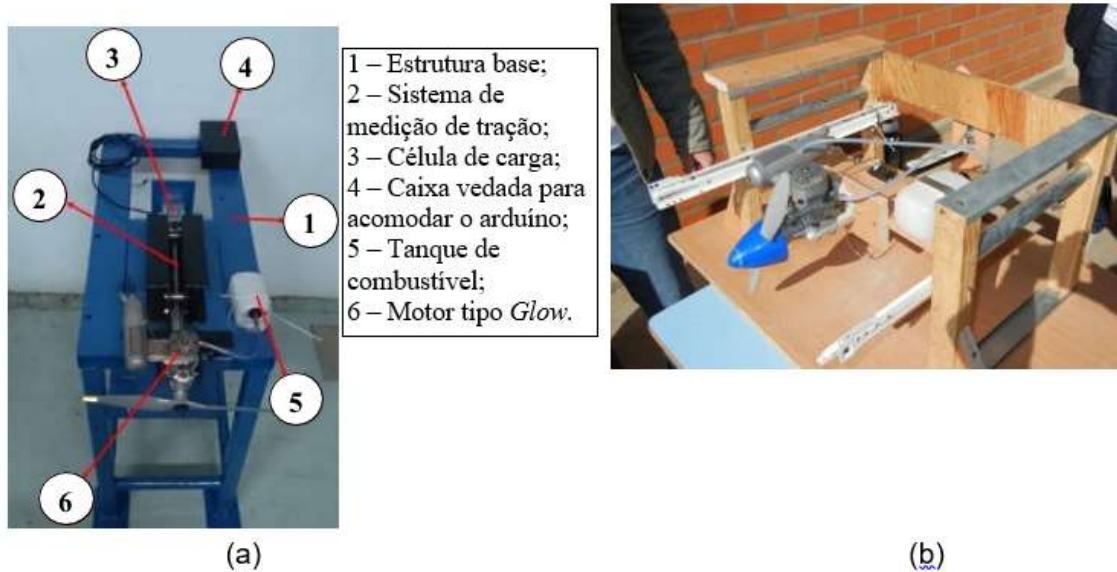 3
4
2
1
5
6
1 – Estrutura base;
2 – Sistema de
medição de tração;
3 – Célula de carga;
4 – Caixa vedada para
acomodar o arduíno;
5 – Tanque de
combustível;
6 – Motor tipo Glow.
(a)
(b)